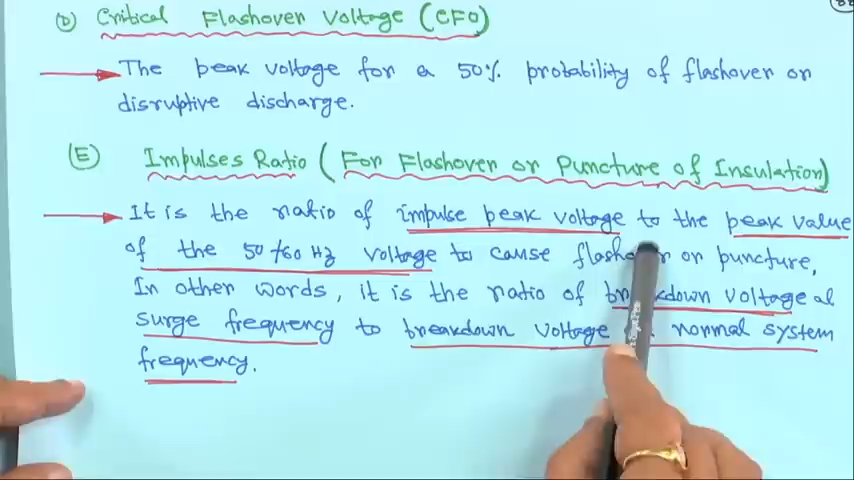 (D) Critical Flashover Voltage (CFO)
The peak voltage for a 50% probability of flashover or
disruptive discharge.
(E) Impulses Ratio (For Flashover or Puncture of Insulation)
It is the ratio of impulse peak voltage to the peak value
of the 50/60 Hz voltage to cause or puncture,
In other words, it is the ratio of voltage at
surge frequency to breakdown voltage normal system
frequency.